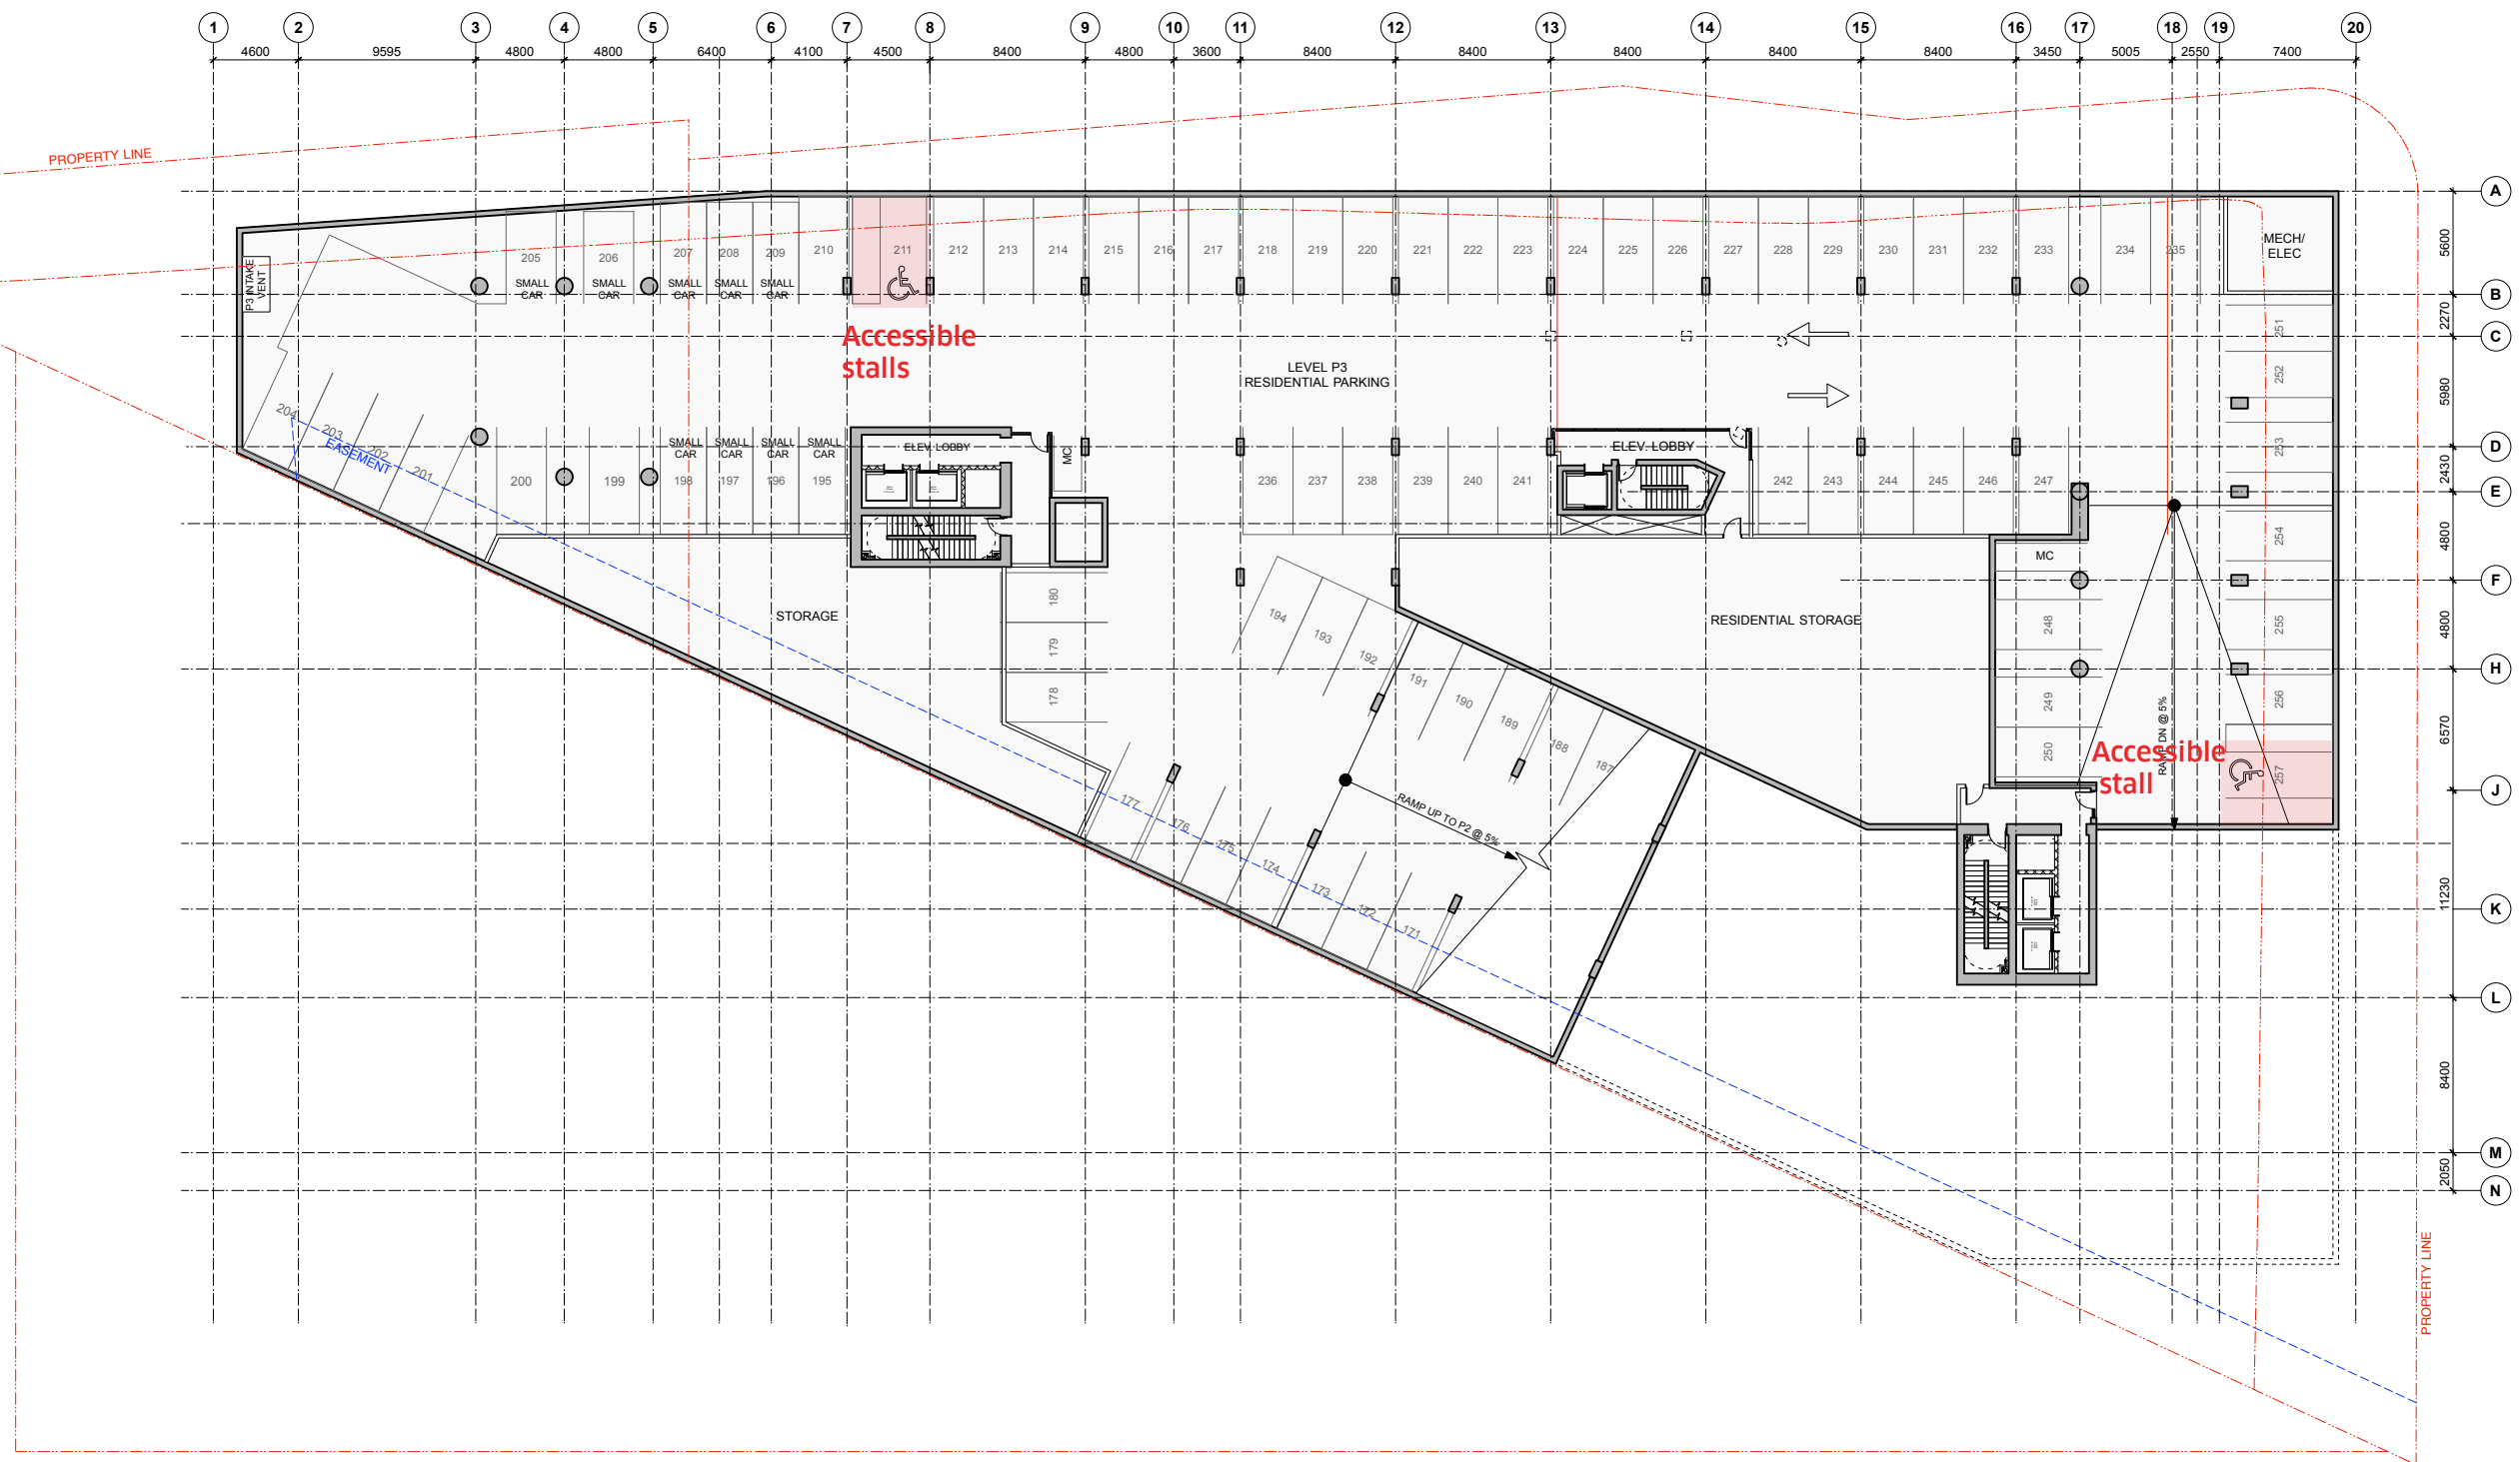 1 2 3 4 5 6 7 8 9 10 11 12 13 14 15 16 17 18 19 20
4600 9595 4800 4800 6400 4100 4500 8400 4800 3600 8400 8400 8400 8400 8400 3450 5005 2550 7400
PROPERTY LINE
A
5600
B
2270
C
5980
D
2430
E
4800
F
4800
H
6570
J
11230
K
L
8400
M
2050
N
P3 INTAKE
VENT
205
SMALL
CAR
206
SMALL
CAR
207
SMALL
CAR
208
SMALL
CAR
209
SMALL
CAR
210
211
212 213 214 215 216 217 218 219 220 221 222 223 224 225 226 227 228 229 230 231 232 233 234 235
MECH/
ELEC
Accessible
stalls
LEVEL P3
RESIDENTIAL PARKING
251
252
253
254
255
256
257
204
203
202
201
EASEMENT
200
199
SMALL
CAR
198
SMALL
CAR
197
SMALL
CAR
196
SMALL
CAR
195
ELEV. LOBBY
MC
236 237 238 239 240 241
ELEV. LOBBY
242 243 244 245 246 247
MC
248
249
250
STORAGE
180
179
178
194
193
192
191
190
189
188
187
RESIDENTIAL STORAGE
RAMP DN @ 5%
Accessible
stall
177
176
175
174
173
172
171
RAMP UP TO P2 @ 5%
PROPERTY LINE